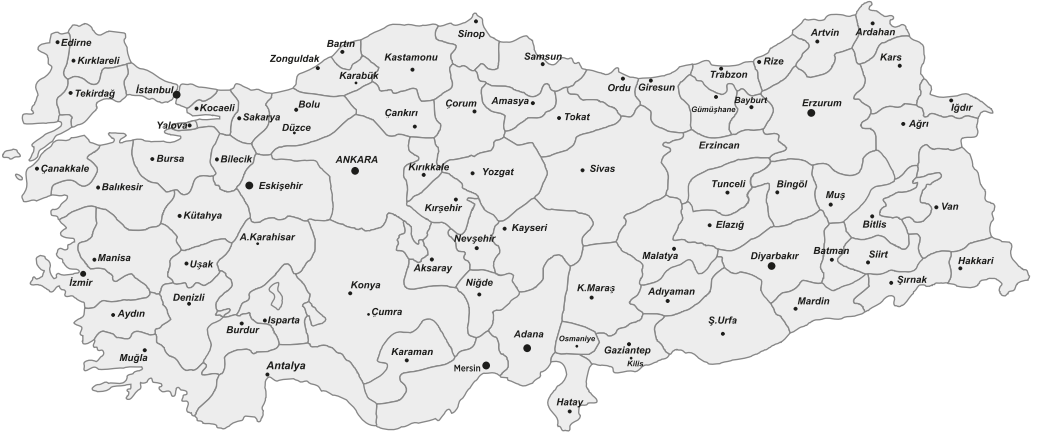 Edirne
Kırklareli
Tekirdağ
İstanbul
Kocaeli
Yalova
Sakarya
Zonguldak
Bartın
Karabük
Bolu
Düzce
Kastamonu
Sinop
Samsun
Çankırı
Çorum
Amasya
Tokat
Ordu
Giresun
Trabzon
Rize
Artvin
Ardahan
Kars
Iğdır
Gümüşhane
Bayburt
Erzurum
Ağrı
Erzincan
Çanakkale
Balıkesir
Bursa
Bilecik
Eskişehir
ANKARA
Kırıkkale
Yozgat
Sivas
Tunceli
Bingöl
Muş
Bitlis
Van
Kütahya
Kırşehir
Nevşehir
Kayseri
Malatya
Elazığ
Diyarbakır
Batman
Siirt
Şırnak
Hakkari
Manisa
İzmir
Uşak
A.Karahisar
Aksaray
Niğde
Konya
Çumra
K.Maraş
Adıyaman
Ş.Urfa
Mardin
Aydın
Denizli
Muğla
Burdur
Isparta
Antalya
Karaman
Mersin
Adana
Osmaniye
Gaziantep
Kilis
Hatay